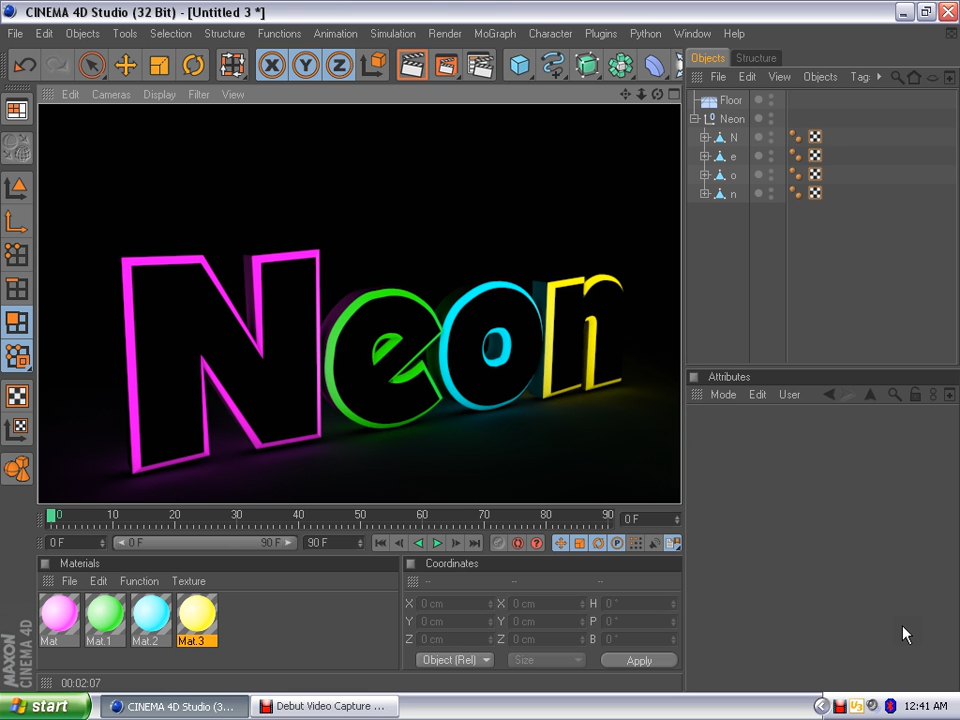 CINEMA 4D Studio (32 Bit) - [Untitled 3 *]
File Edit Objects Tools Selection Structure Functions Animation Simulation Render MoGraph Character Plugins Python Window Help
X Y Z
Objects Structure
File Edit View Objects Tag:
Edit Cameras Display Filter View
Floor
0 Neon
N
e
o
n
Neon
Attributes
Mode Edit User
0 10 20 30 40 50 60 70 80 90 0 F
0 F 0 F 90 F 90 F
Materials
Coordinates
File Edit Function Texture
-- -- --
X 0 cm X 0 cm H 0 °
Y 0 cm Y 0 cm P 0 °
Z 0 cm Z 0 cm B 0 °
Mat Mat.1 Mat.2 Mat.3
Object (Rel) Size Apply
MAXON
CINEMA 4D
00:02:07
start CINEMA 4D Studio (3... Debut Video Capture ... 12:41 AM